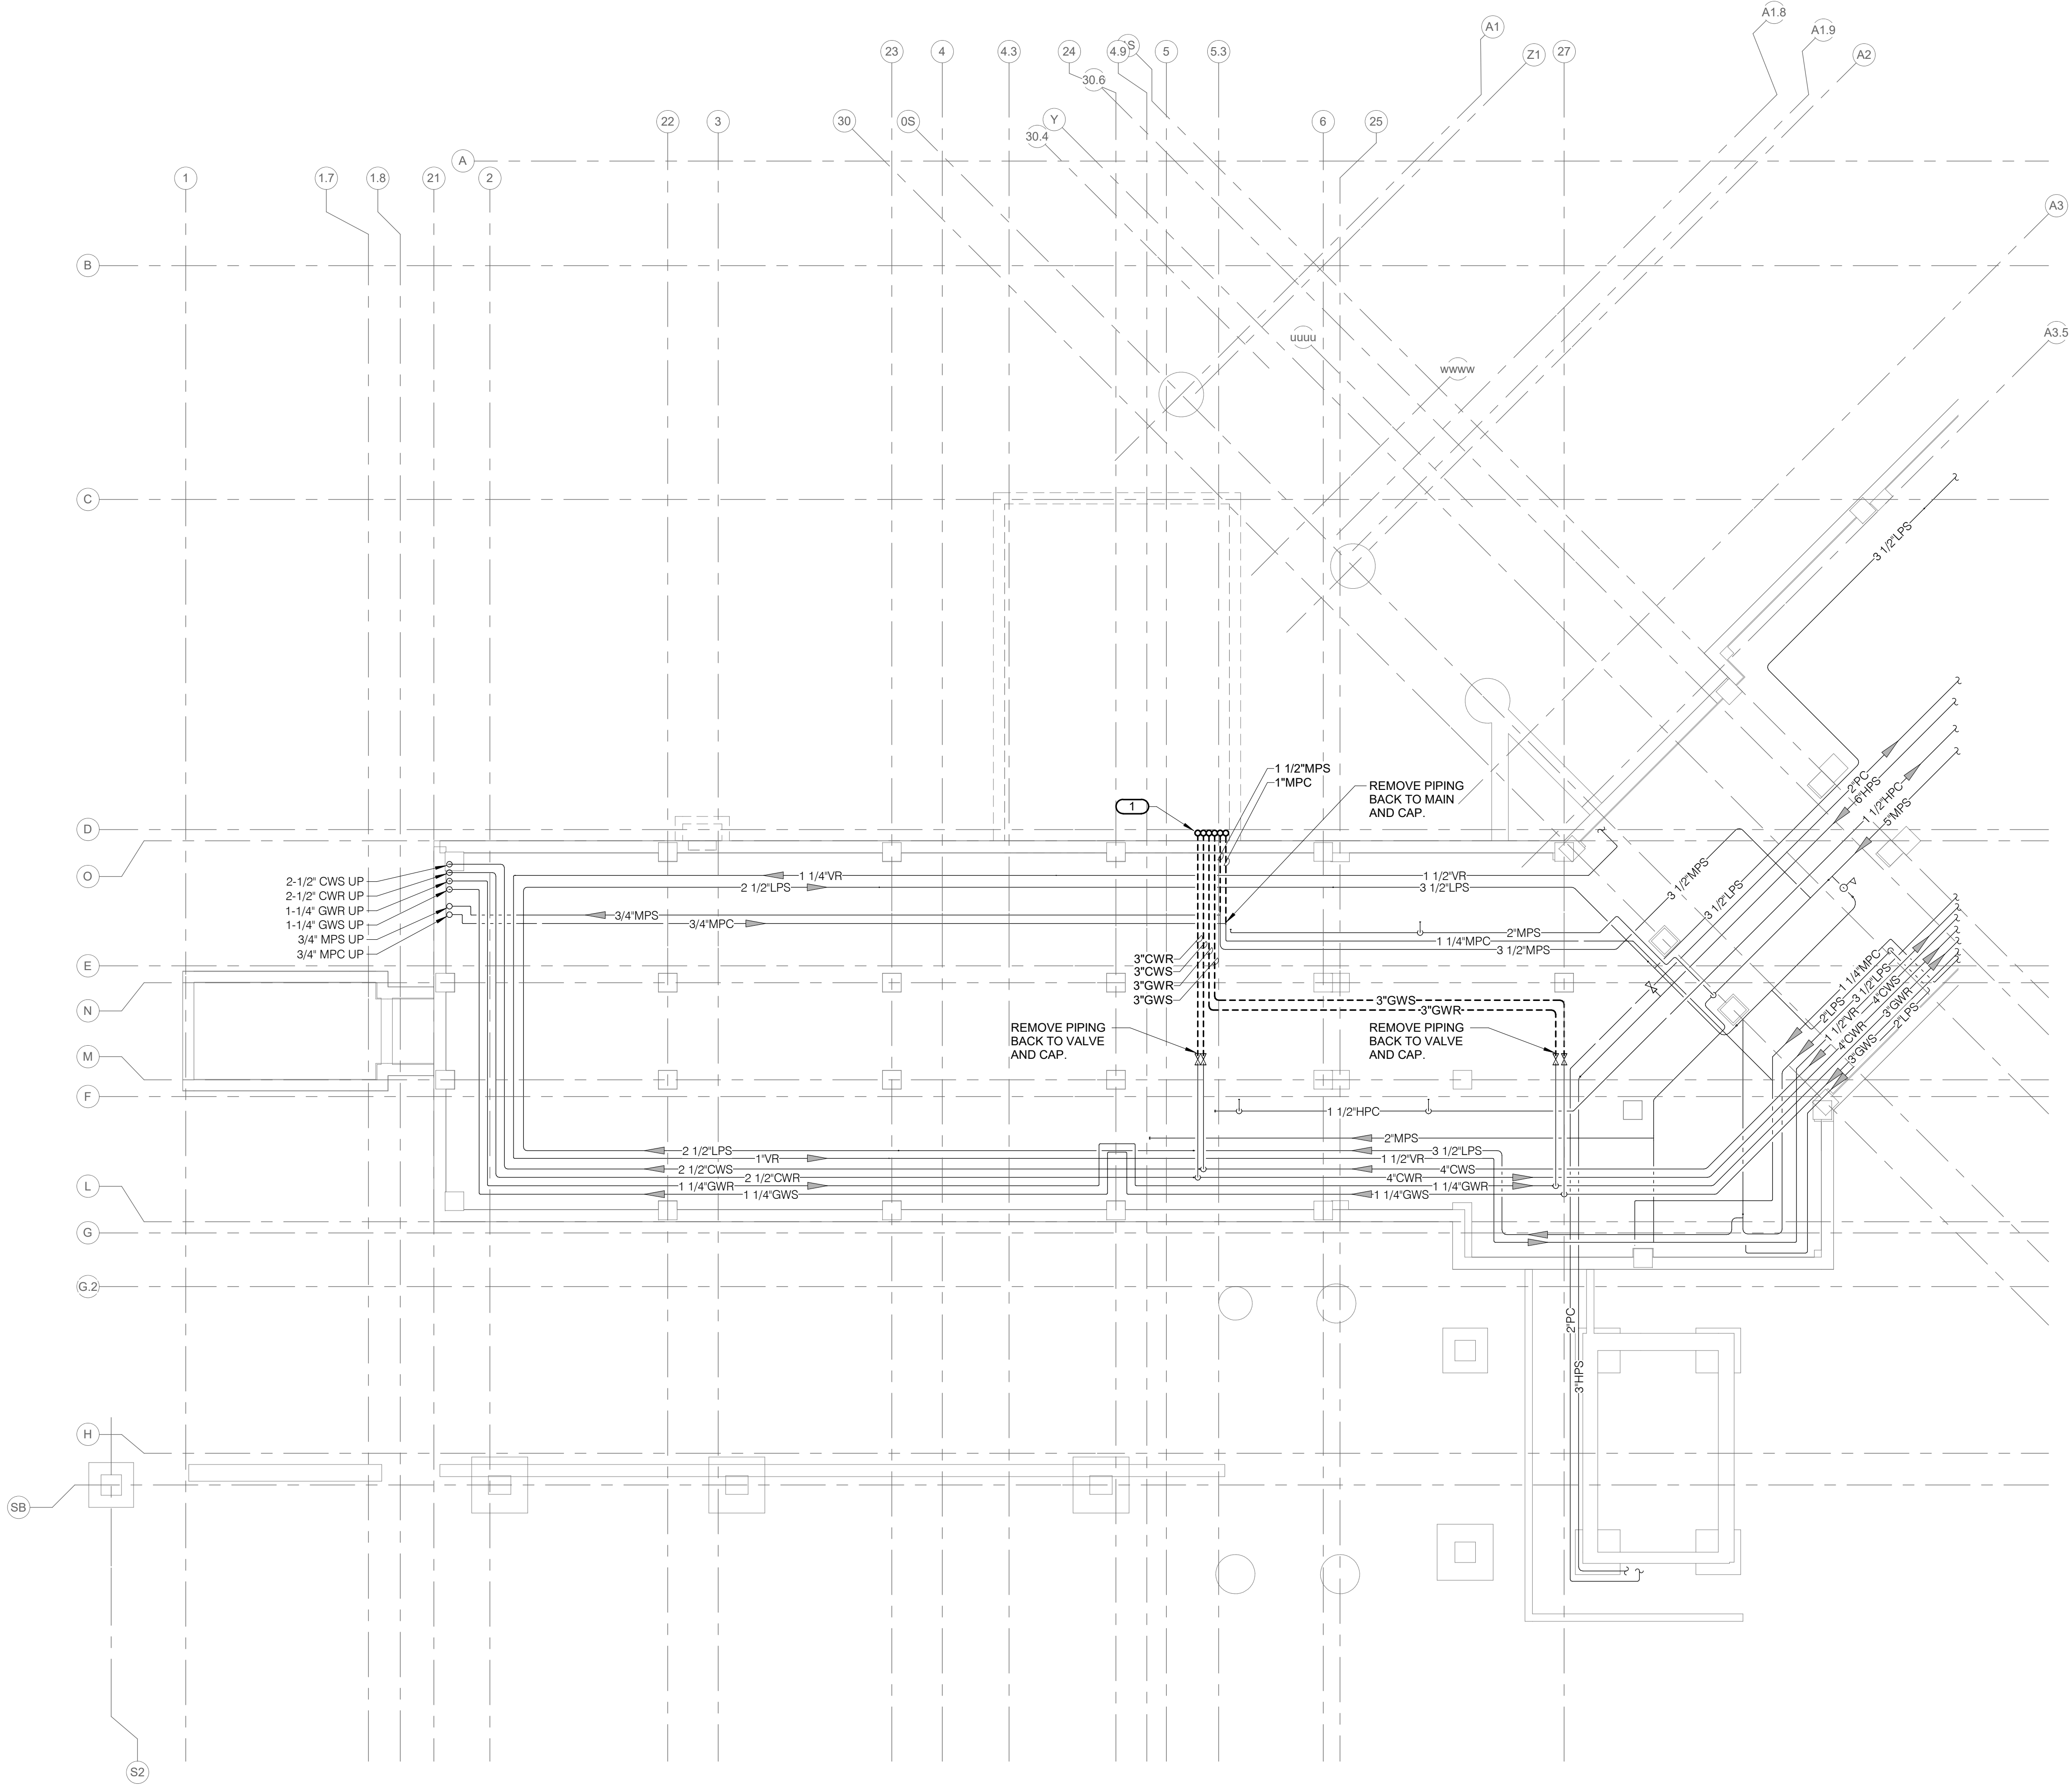 A1.8
A1
A1.9
23
4
4.3
24
4.9
5
5.3
Z1
27
A2
30.6
22
3
30
0S
Y
30.4
6
25
A
1
1.7
1.8
21
2
A3
B
uuuu
A3.5
wwww
C
3 1/2"LPS
1 1/2"MPS
1"MPC
REMOVE PIPING
BACK TO MAIN
AND CAP.
2"PC
6"HPS
1 1/2"HPC
5"MPS
1
D
O
1 1/4"VR
1 1/2"VR
2-1/2" CWS UP
2-1/2" CWR UP
1-1/4" GWR UP
1-1/4" GWS UP
3/4" MPS UP
3/4" MPC UP
2 1/2"LPS
3 1/2"LPS
3 1/2"MPS
3 1/2"LPS
3/4"MPS
3/4"MPC
2"MPS
1 1/4"MPC
3 1/2"MPS
E
3"CWR
3"CWS
3"GWR
3"GWS
1 1/4"MPC
2"LPS
3 1/2"LPS
1 1/2"VR
4"CWS
4"CWR
3"GWR
3"GWS
2"LPS
N
3"GWS
3"GWR
REMOVE PIPING
BACK TO VALVE
AND CAP.
REMOVE PIPING
BACK TO VALVE
AND CAP.
M
F
1 1/2"HPC
2"MPS
2 1/2"LPS
3 1/2"LPS
1"VR
1 1/2"VR
2 1/2"CWS
4"CWS
2 1/2"CWR
4"CWR
1 1/4"GWR
1 1/4"GWR
1 1/4"GWS
1 1/4"GWS
L
G
G.2
2"PC
3"HPS
H
SB
S2